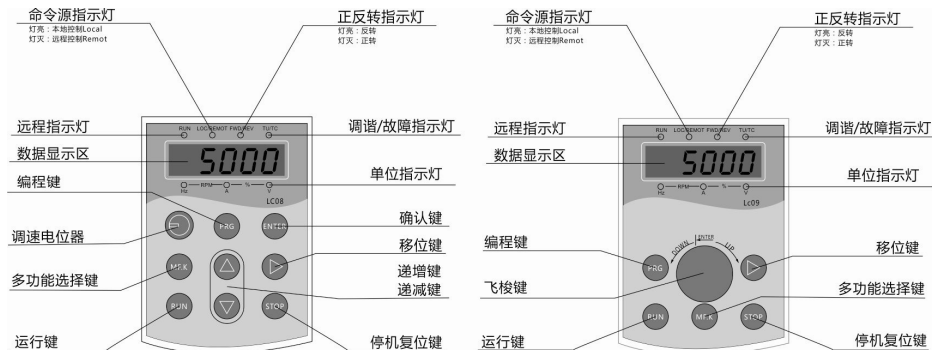 命令源指示灯
灯亮：本地控制Local
灯灭：远程控制Remot
正反转指示灯
灯亮：反转
灯灭：正转
远程指示灯
数据显示区
编程键
调速电位器
多功能选择键
运行键
RUN LOC/REMOT FWD/REV TU/TC
5000
Hz RPM A % V
LC08
PRG ENTER
MRK
RUN STOP
调谐/故障指示灯
单位指示灯
确认键
移位键
递增键
递减键
停机复位键
命令源指示灯
灯亮：本地控制Local
灯灭：远程控制Remot
正反转指示灯
灯亮：反转
灯灭：正转
远程指示灯
数据显示区
编程键
飞梭键
运行键
RUN LOC/REMOT FWD/REV TU/TC
5000
Hz RPM A % V
Lc09
DOWN ENTER UP
PRG
RUN MRK STOP
调谐/故障指示灯
单位指示灯
移位键
多功能选择键
停机复位键